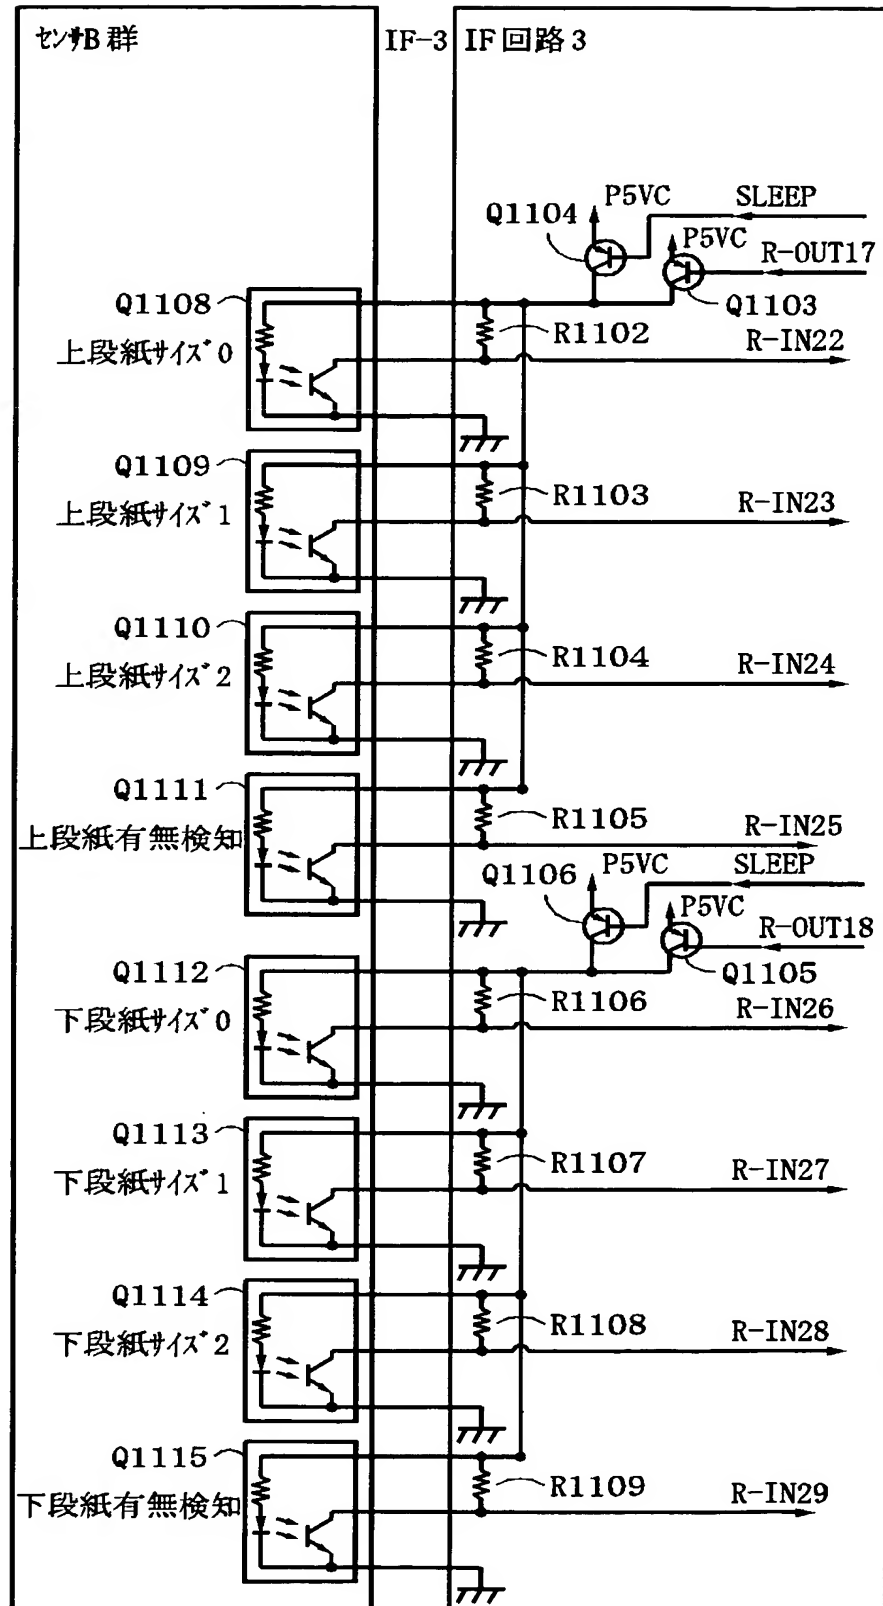 センサB群
IF-3
IF回路3
P5VC
SLEEP
Q1104
P5VC
R-OUT17
Q1108
Q1103
R1102
R-IN22
上段紙サイズ0
Q1109
R1103
R-IN23
上段紙サイズ1
Q1110
R1104
R-IN24
上段紙サイズ2
Q1111
R1105
R-IN25
上段紙有無検知
P5VC
SLEEP
Q1106
P5VC
R-OUT18
Q1112
Q1105
R1106
R-IN26
下段紙サイズ0
Q1113
R1107
R-IN27
下段紙サイズ1
Q1114
R1108
R-IN28
下段紙サイズ2
Q1115
R1109
R-IN29
下段紙有無検知